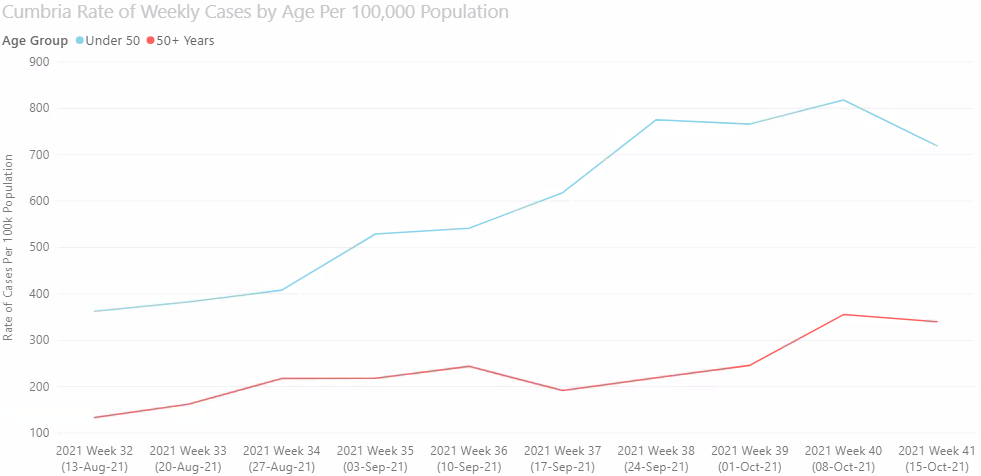 Cumbria Rate of Weekly Cases by Age Per 100,000 Population
Age Group Under 50 50+ Years
Rate of Cases Per 100k Population
900
800
700
600
500
400
300
200
100
2021 Week 32 2021 Week 33 2021 Week 34 2021 Week 35 2021 Week 36 2021 Week 37 2021 Week 38 2021 Week 39 2021 Week 40 2021 Week 41
(13-Aug-21) (20-Aug-21) (27-Aug-21) (03-Sep-21) (10-Sep-21) (17-Sep-21) (24-Sep-21) (01-Oct-21) (08-Oct-21) (15-Oct-21)